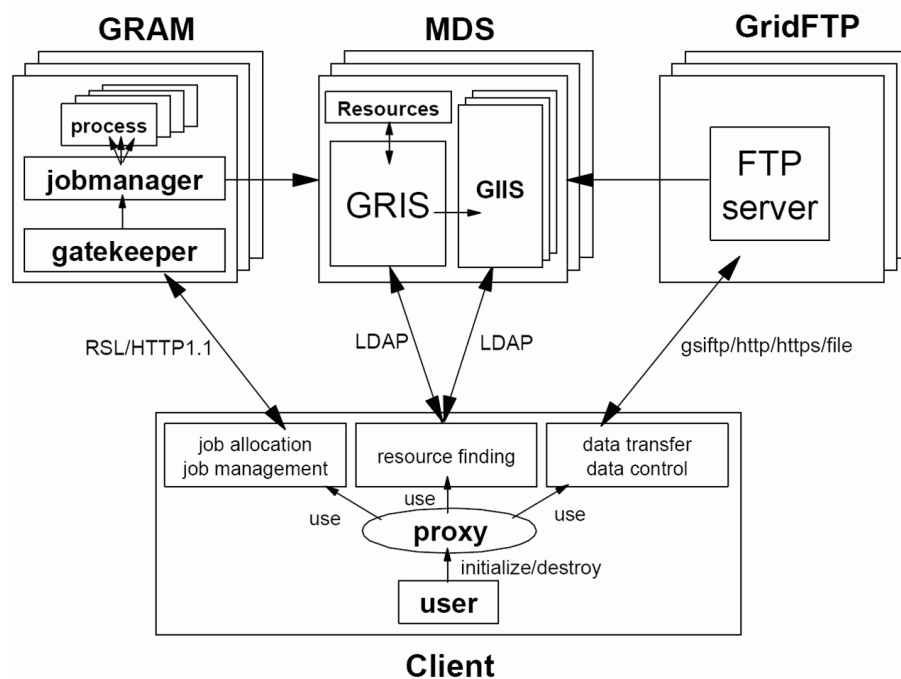 GRAM
MDS
GridFTP
process
jobmanager
gatekeeper
Resources
GRIS
GIIS
FTP
server
RSL/HTTP1.1
LDAP
LDAP
gsiftp/http/https/file
job allocation
job management
resource finding
data transfer
data control
use
use
use
proxy
initialize/destroy
user
Client